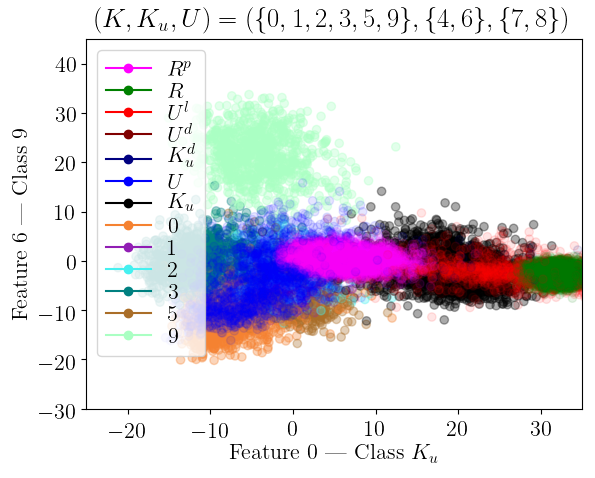 (K, K_u, U) = ({0, 1, 2, 3, 5, 9}, {4, 6}, {7, 8})
Feature 6 — Class 9
40
30
20
10
0
−10
−20
−30
R^p
R
U^l
U^d
K_u^d
U
K_u
0
1
2
3
5
9
−20 −10 0 10 20 30
Feature 0 — Class K_u